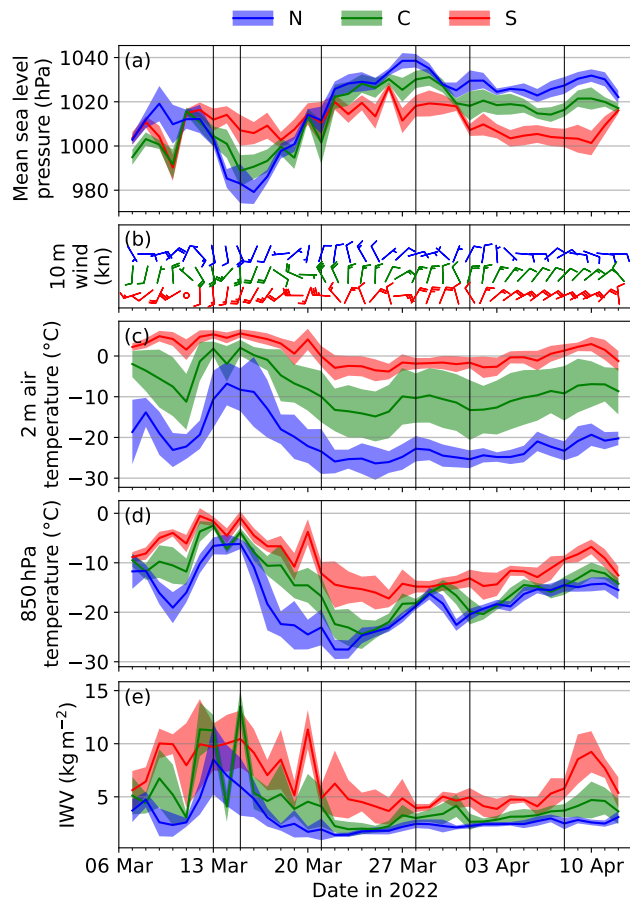 N C S
(a)
Mean sea level
pressure (hPa)
1040
1020
1000
980
(b)
10 m
wind
(kn)
(c)
2 m air
temperature (°C)
0
−10
−20
−30
(d)
850 hPa
temperature (°C)
0
−10
−20
−30
(e)
IWV (kg m⁻²)
15
10
5
06 Mar 13 Mar 20 Mar 27 Mar 03 Apr 10 Apr
Date in 2022